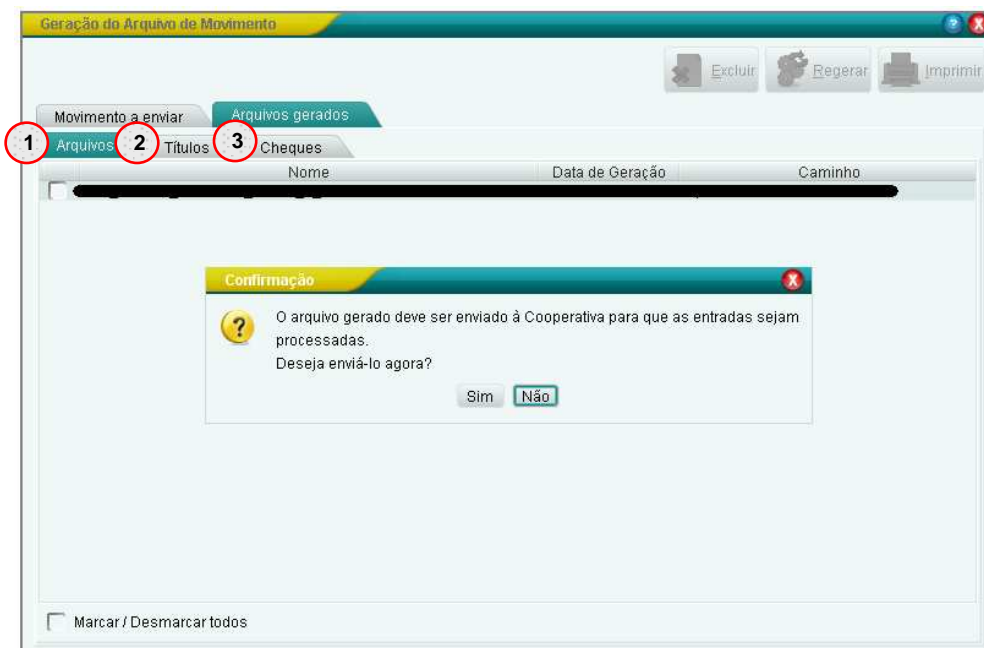 Geração do Arquivo de Movimento
Excluir Regerar Imprimir
Movimento a enviar Arquivos gerados
1 Arquivos 2 Títulos 3 Cheques
Nome Data de Geração Caminho
Confirmação
O arquivo gerado deve ser enviado à Cooperativa para que as entradas sejam
processadas.
Deseja enviá-lo agora?
Sim Não
Marcar / Desmarcar todos